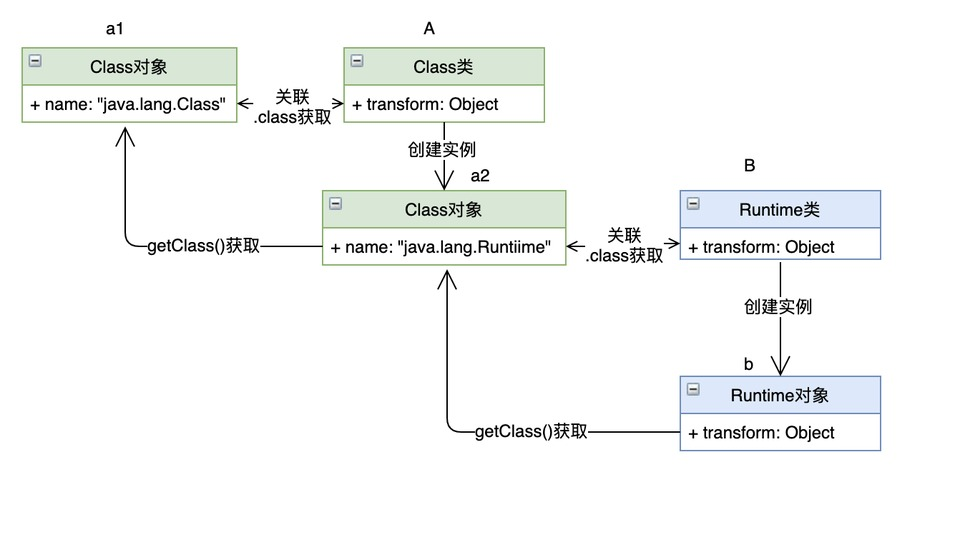 a1
A
Class对象
Class类
+ name: "java.lang.Class"
关联
.class获取
+ transform: Object
创建实例
a2
B
Class对象
Runtime类
getClass()获取
+ name: "java.lang.Runtiime"
关联
.class获取
+ transform: Object
创建实例
b
Runtime对象
getClass()获取
+ transform: Object